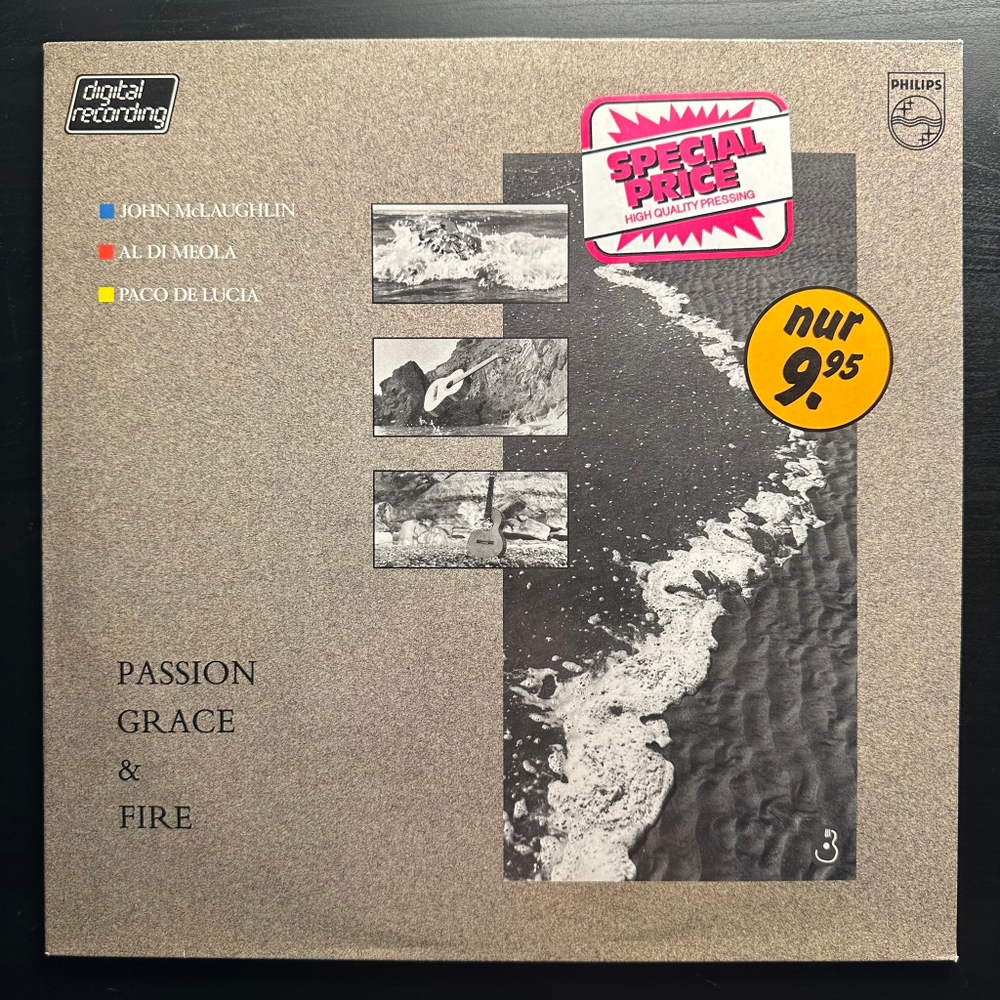 digital
recording
PHILIPS
SPECIAL
PRICE
HIGH QUALITY PRESSING
JOHN McLAUGHLIN
AL DI MEOLA
PACO DE LUCIA
nur
9.95
PASSION
GRACE
&
FIRE